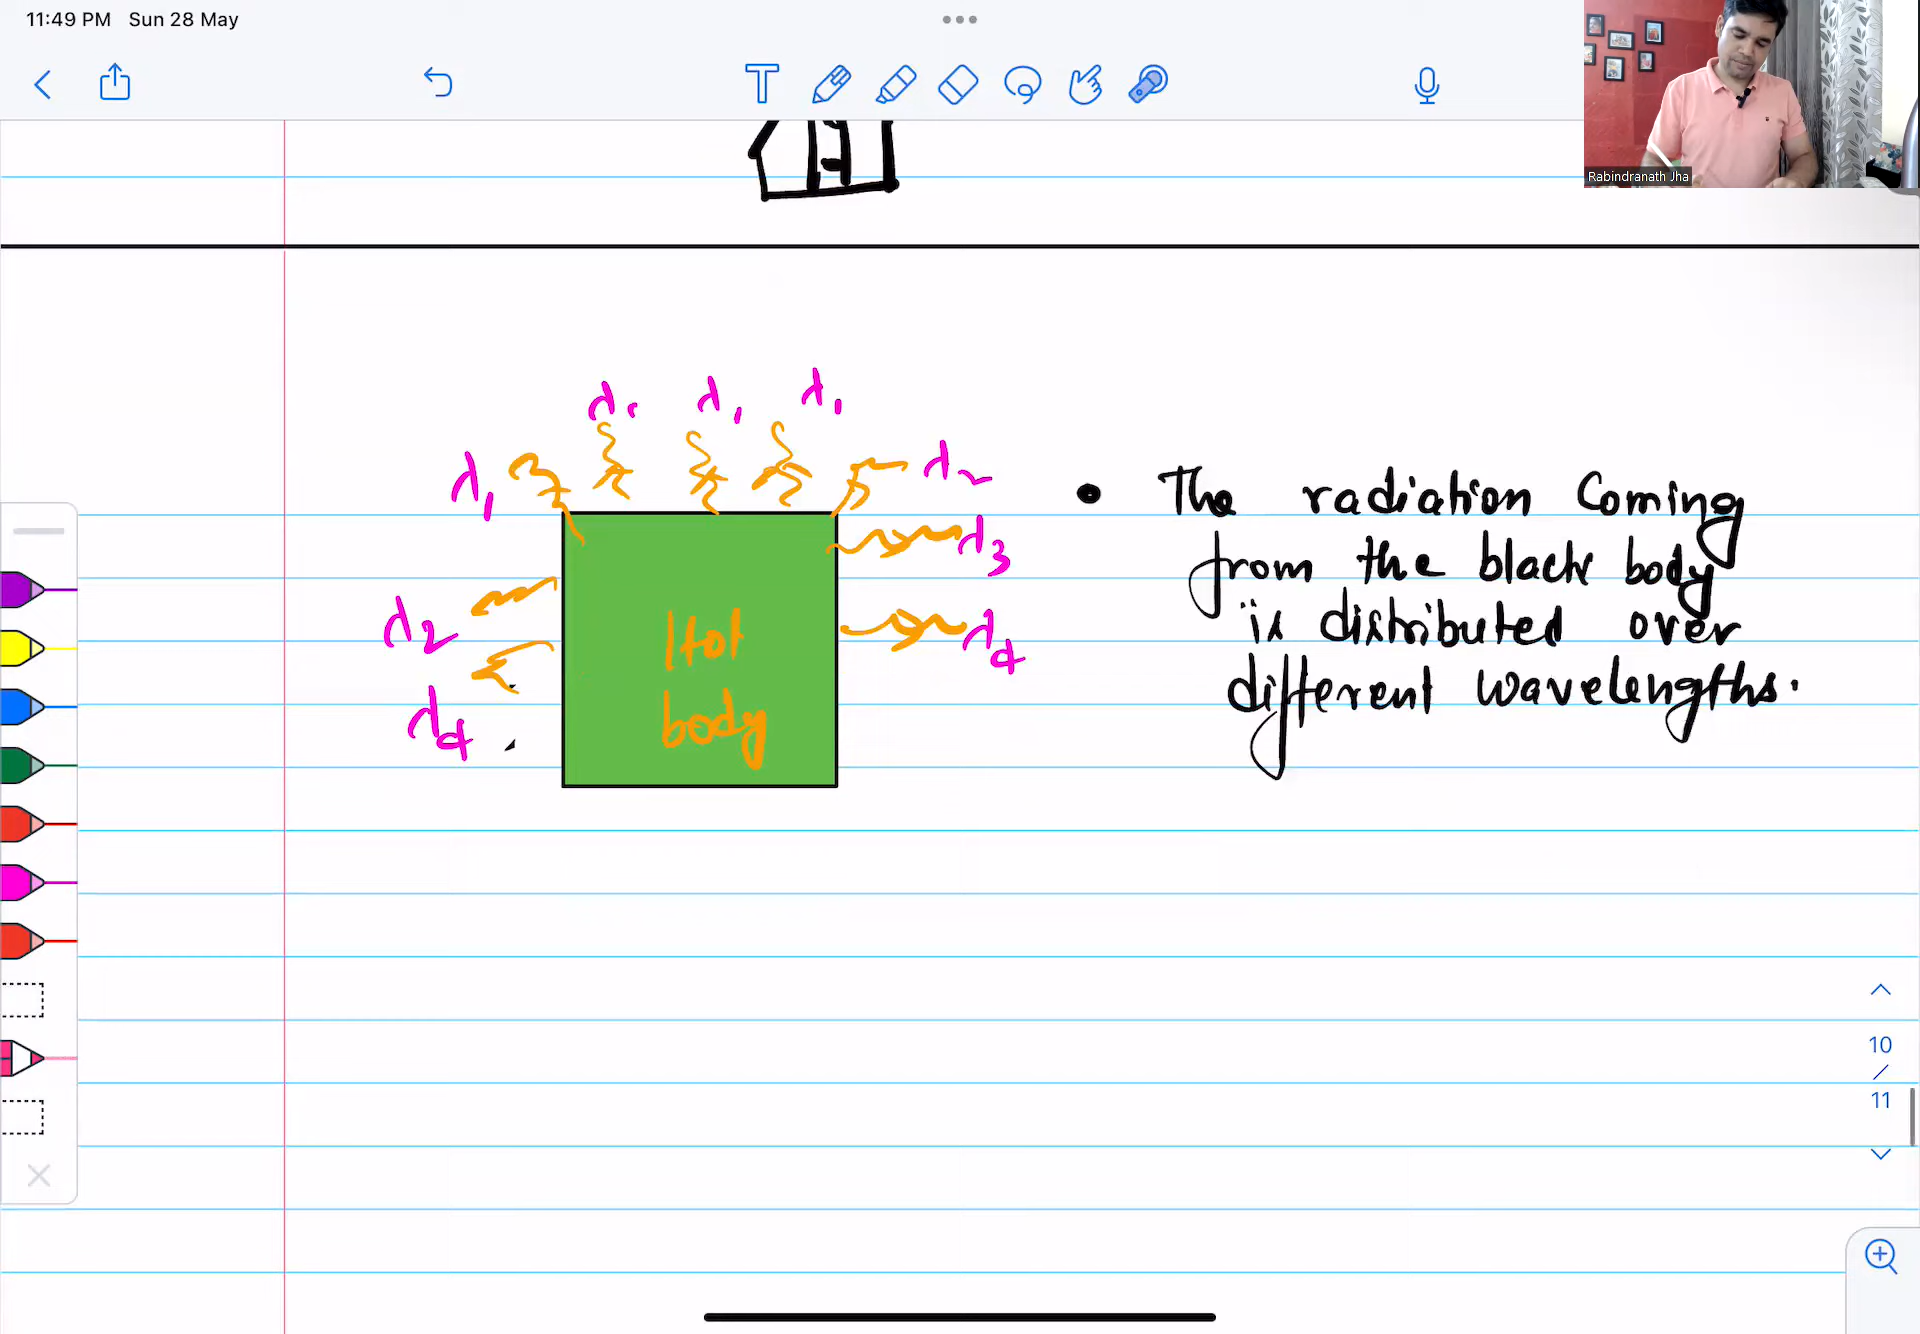 11:49 PM Sun 28 May
T
Rabindranath Jha
λ1 λ1 λ1
λ1 λ2
• The radiation Coming
λ3
from the black body
λ2 Hot λ4
is distributed over
different wavelengths.
λ4 body
10
/
11